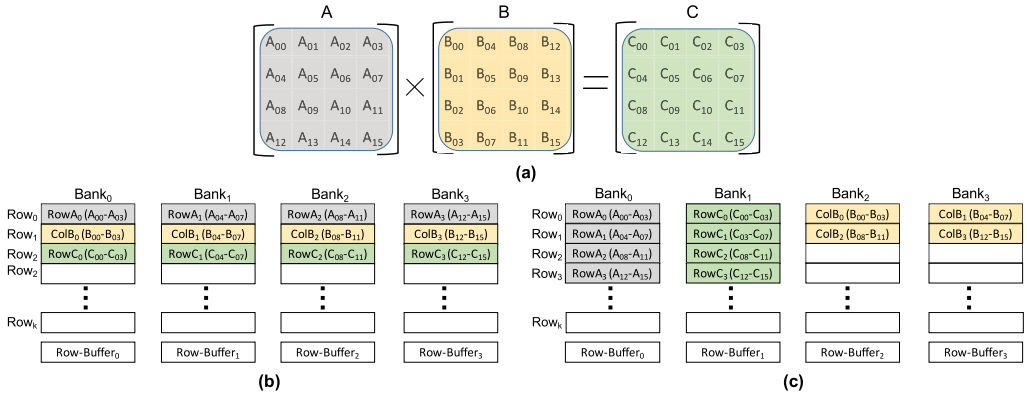 A B C
A00 A01 A02 A03 B00 B04 B08 B12 C00 C01 C02 C03
A04 A05 A06 A07 B01 B05 B09 B13 C04 C05 C06 C07
× =
A08 A09 A10 A11 B02 B06 B10 B14 C08 C09 C10 C11
A12 A13 A14 A15 B03 B07 B11 B15 C12 C13 C14 C15
(a)
Bank0 Bank1 Bank2 Bank3
Row0 RowA0 (A00-A03) RowA1 (A04-A07) RowA2 (A08-A11) RowA3 (A12-A15)
Row1 ColB0 (B00-B03) ColB1 (B04-B07) ColB2 (B08-B11) ColB3 (B12-B15)
Row2 RowC0 (C00-C03) RowC1 (C04-C07) RowC2 (C08-C11) RowC3 (C12-C15)
Row2
Rowk
Row-Buffer0 Row-Buffer1 Row-Buffer2 Row-Buffer3
(b)
Bank0 Bank1 Bank2 Bank3
Row0 RowA0 (A00-A03) RowC0 (C00-C03) ColB0 (B00-B03) ColB1 (B04-B07)
Row1 RowA1 (A04-A07) RowC1 (C03-C07) ColB2 (B08-B11) ColB3 (B12-B15)
Row2 RowA2 (A08-A11) RowC2 (C08-C11)
Row3 RowA3 (A12-A15) RowC3 (C12-C15)
Rowk
Row-Buffer0 Row-Buffer1 Row-Buffer2 Row-Buffer3
(c)